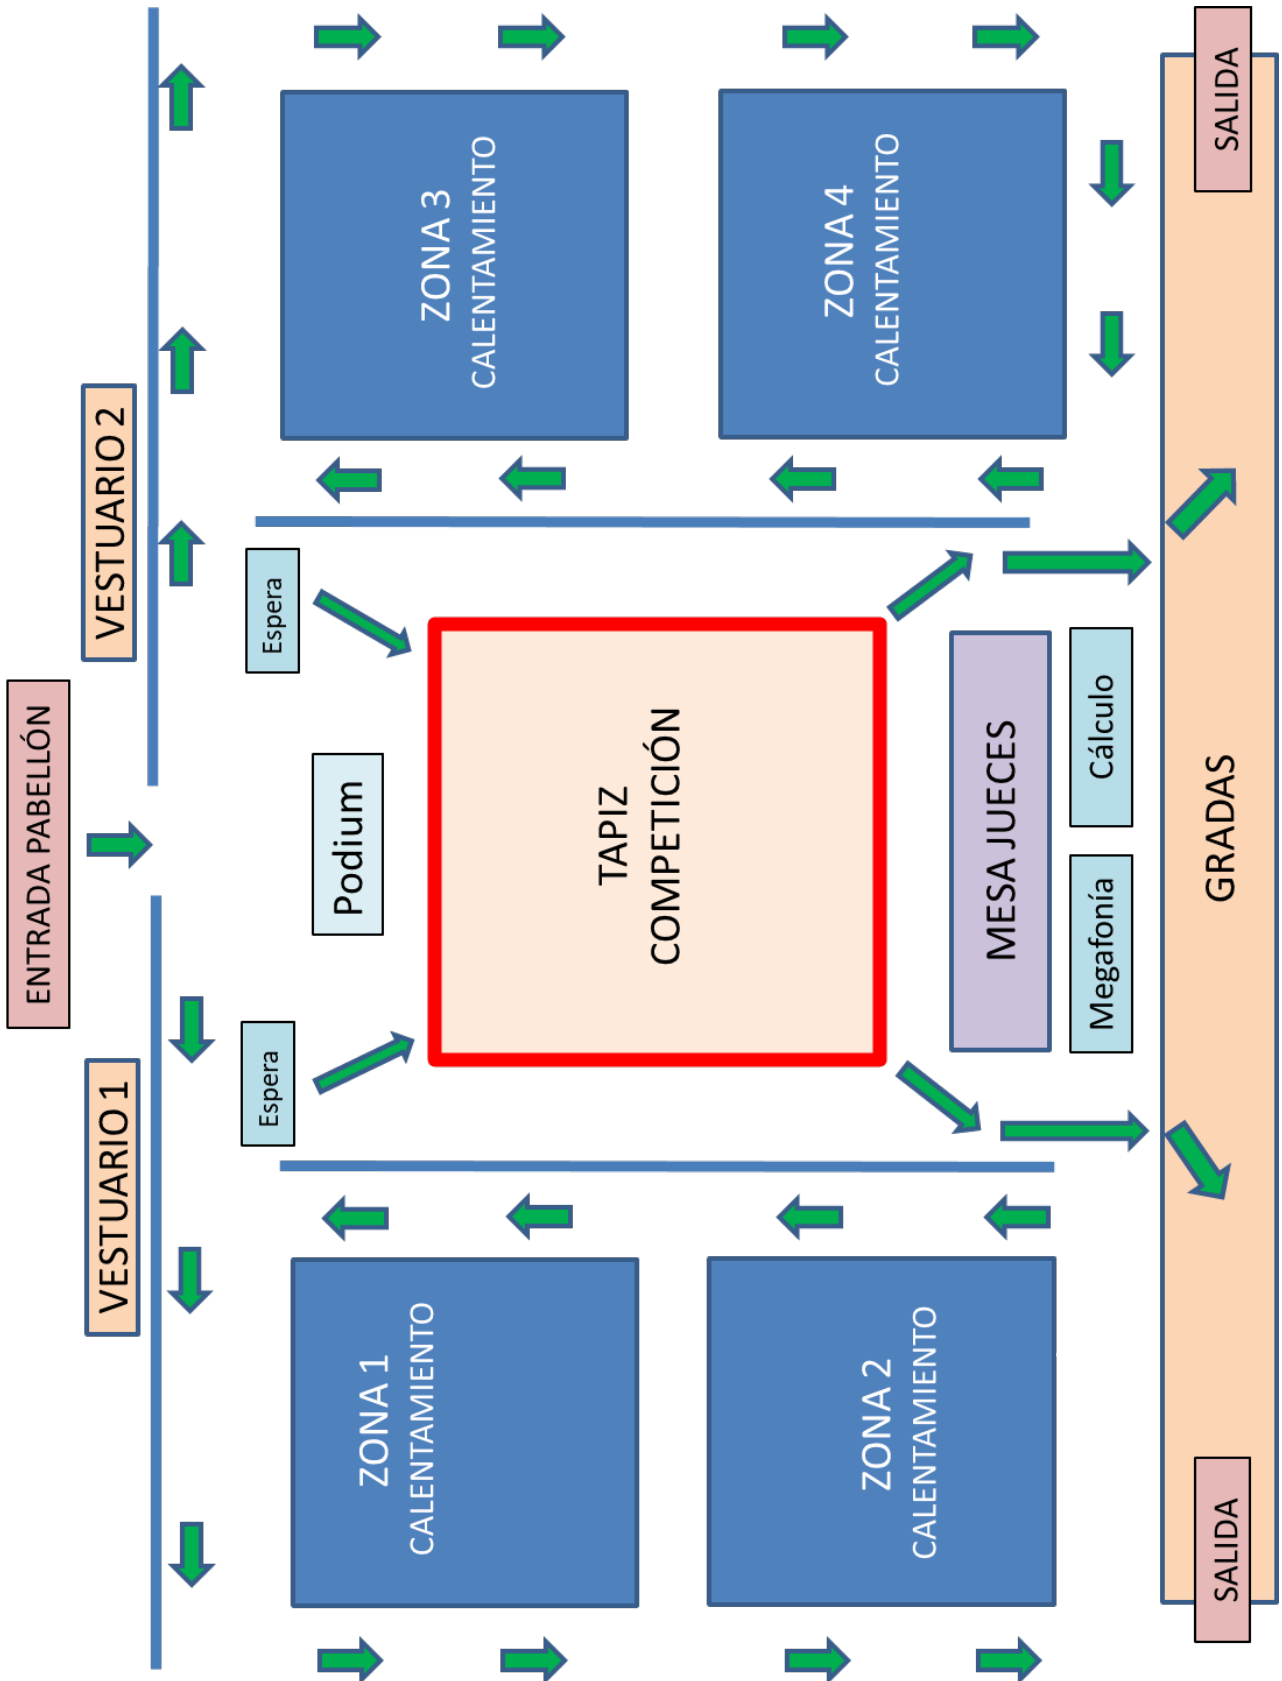 ENTRADA PABELLÓN
VESTUARIO 1
VESTUARIO 2
Espera
Podium
Espera
ZONA 1
CALENTAMIENTO
TAPIZ
COMPETICIÓN
ZONA 3
CALENTAMIENTO
ZONA 2
CALENTAMIENTO
MESA JUECES
ZONA 4
CALENTAMIENTO
Megafonía
Cálculo
SALIDA
GRADAS
SALIDA